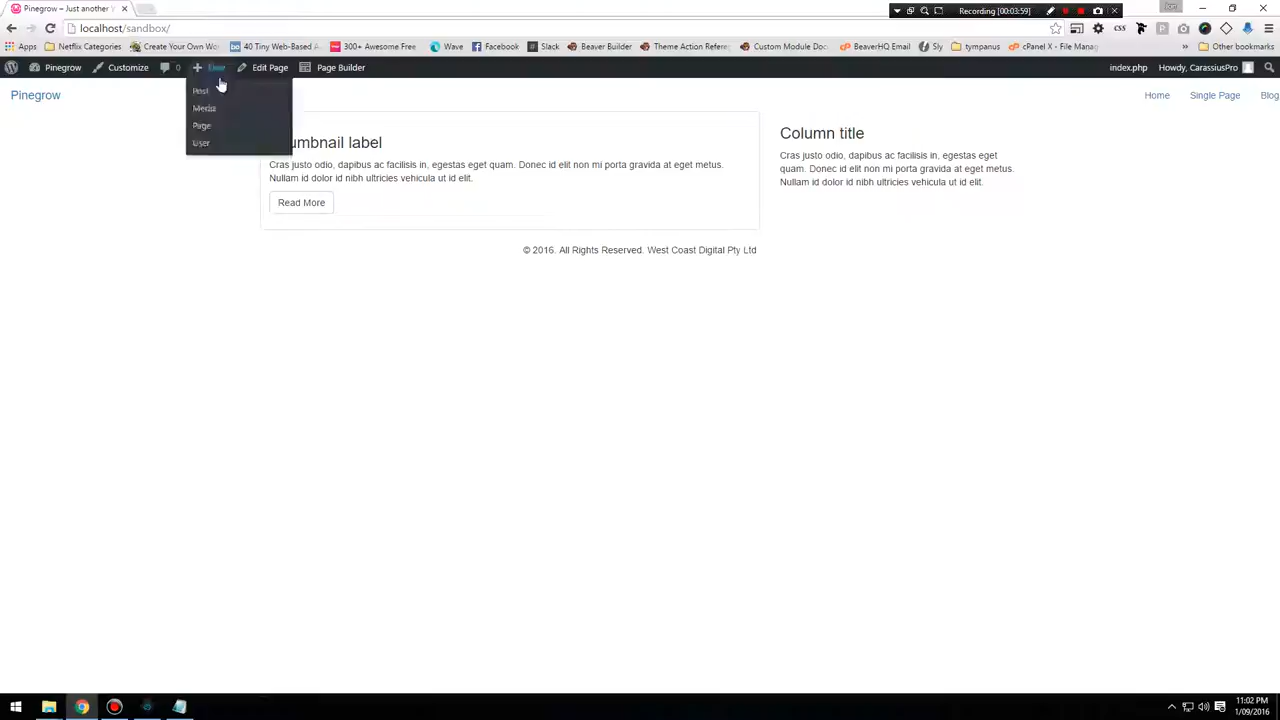 Pinegrow – Just another
Recording [00:03:59]
localhost/sandbox/
Apps
Netflix Categories
Create Your Own Wo
40 Tiny Web-Based A
300+ Awesome Free
Wave
Facebook
Slack
Beaver Builder
Theme Action Refere
Custom Module Doc
BeaverHQ Email
Sly
tympanus
cPanel X - File Mana
»
Other bookmarks
Pinegrow
Customize
0
New
Edit Page
Page Builder
index.php
Howdy, CarassiusPro
Post
Media
Page
User
Pinegrow
Home
Single Page
Blog
umbnail label
Cras justo odio, dapibus ac facilisis in, egestas eget quam. Donec id elit non mi porta gravida at eget metus.
Nullam id dolor id nibh ultricies vehicula ut id elit.
Read More
Column title
Cras justo odio, dapibus ac facilisis in, egestas eget
quam. Donec id elit non mi porta gravida at eget metus.
Nullam id dolor id nibh ultricies vehicula ut id elit.
© 2016. All Rights Reserved. West Coast Digital Pty Ltd
11:02 PM
1/09/2016